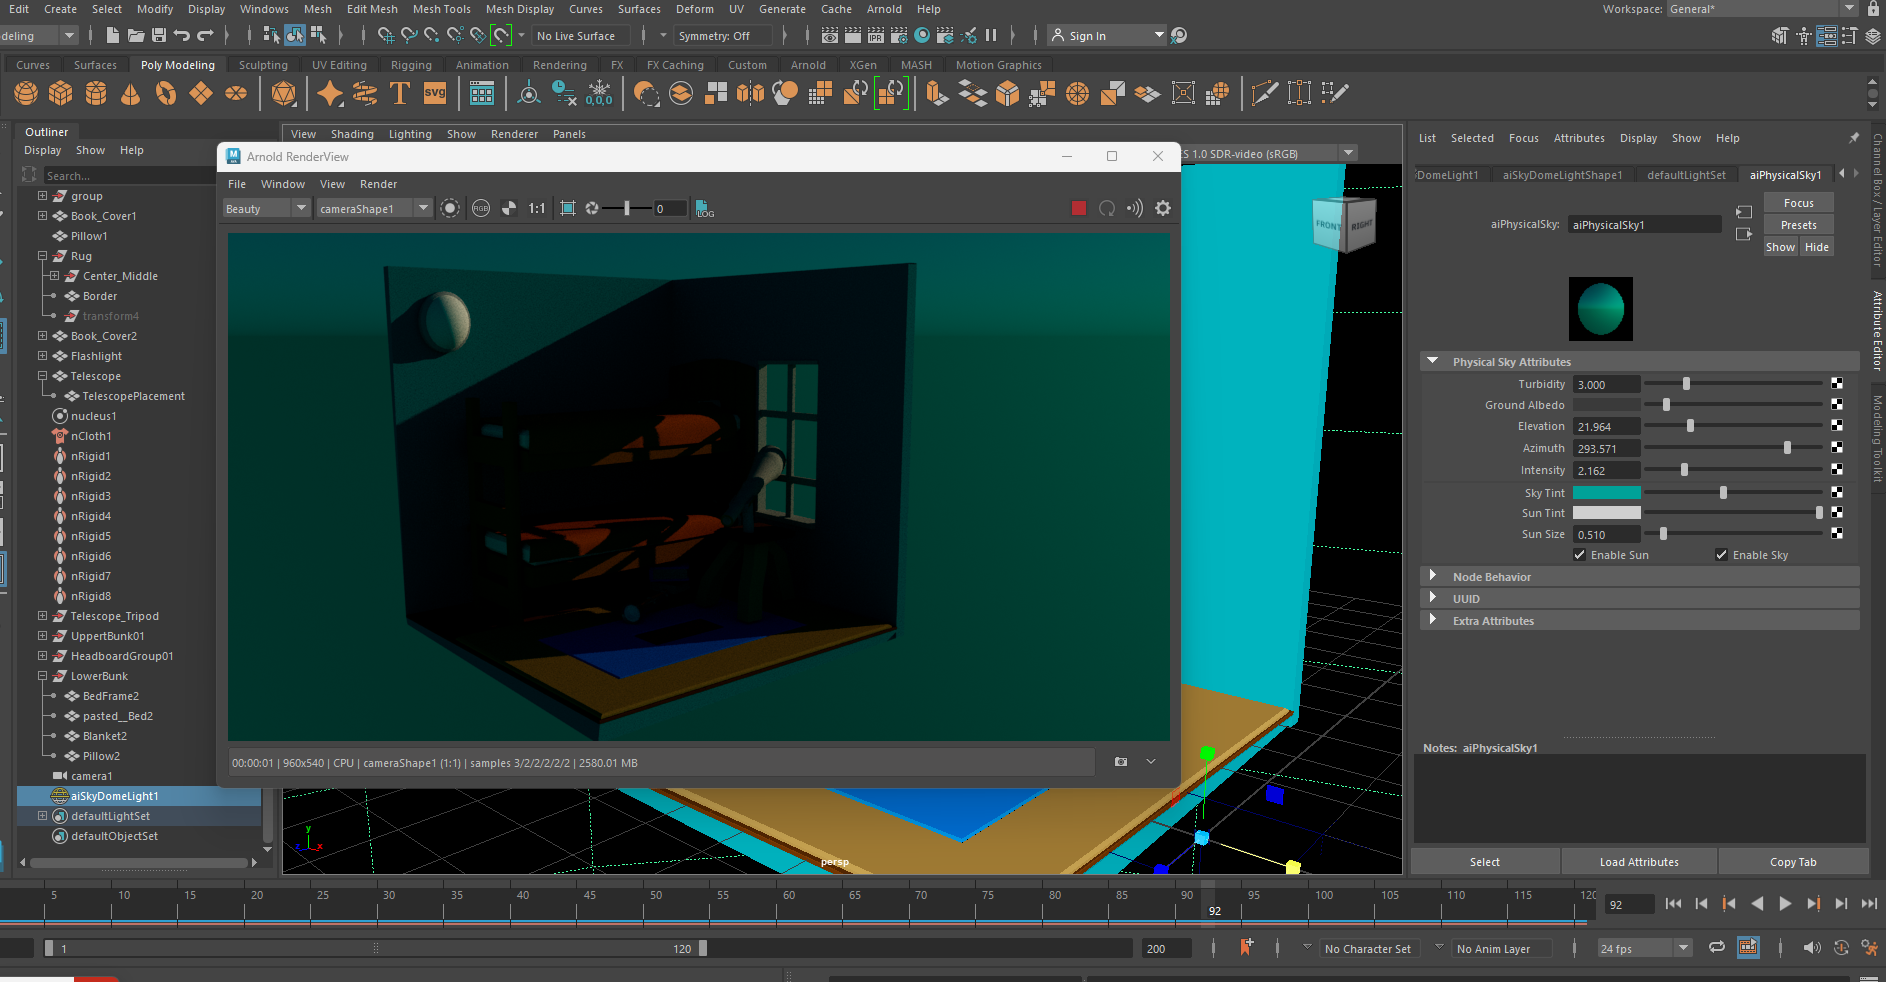 Edit Create Select Modify Display Windows Mesh Edit Mesh Mesh Tools Mesh Display Curves Surfaces Deform UV Generate Cache Arnold Help
Workspace: General*
deling
No Live Surface
Symmetry: Off
Sign In
Curves Surfaces Poly Modeling Sculpting UV Editing Rigging Animation Rendering FX FX Caching Custom Arnold XGen MASH Motion Graphics
T
svg
0,0,0
Outliner
Display Show Help
Search...
group
Book_Cover1
Pillow1
Rug
Center_Middle
Border
transform4
Book_Cover2
Flashlight
Telescope
TelescopePlacement
nucleus1
nCloth1
nRigid1
nRigid2
nRigid3
nRigid4
nRigid5
nRigid6
nRigid7
nRigid8
Telescope_Tripod
UppertBunk01
HeadboardGroup01
LowerBunk
BedFrame2
pasted__Bed2
Blanket2
Pillow2
camera1
aiSkyDomeLight1
defaultLightSet
defaultObjectSet
View Shading Lighting Show Renderer Panels
ES 1.0 SDR-video (sRGB)
Arnold RenderView
File Window View Render
Beauty
cameraShape1
RGB
1:1
0
LOG
00:00:01 | 960x540 | CPU | cameraShape1 (1:1) | samples 3/2/2/2/2/2 | 2580.01 MB
FRONT
RIGHT
persp
y
z
x
List Selected Focus Attributes Display Show Help
DomeLight1 aiSkyDomeLightShape1 defaultLightSet aiPhysicalSky1
aiPhysicalSky: aiPhysicalSky1
Focus
Presets
Show Hide
Physical Sky Attributes
Turbidity 3.000
Ground Albedo
Elevation 21.964
Azimuth 293.571
Intensity 2.162
Sky Tint
Sun Tint
Sun Size 0.510
Enable Sun Enable Sky
Node Behavior
UUID
Extra Attributes
Notes: aiPhysicalSky1
Select Load Attributes Copy Tab
Channel Box / Layer Editor
Attribute Editor
Modeling Toolkit
5 10 15 20 25 30 35 40 45 50 55 60 65 70 75 80 85 90 95 100 105 110 115 120
92
92
1
120
200
No Character Set
No Anim Layer
24 fps